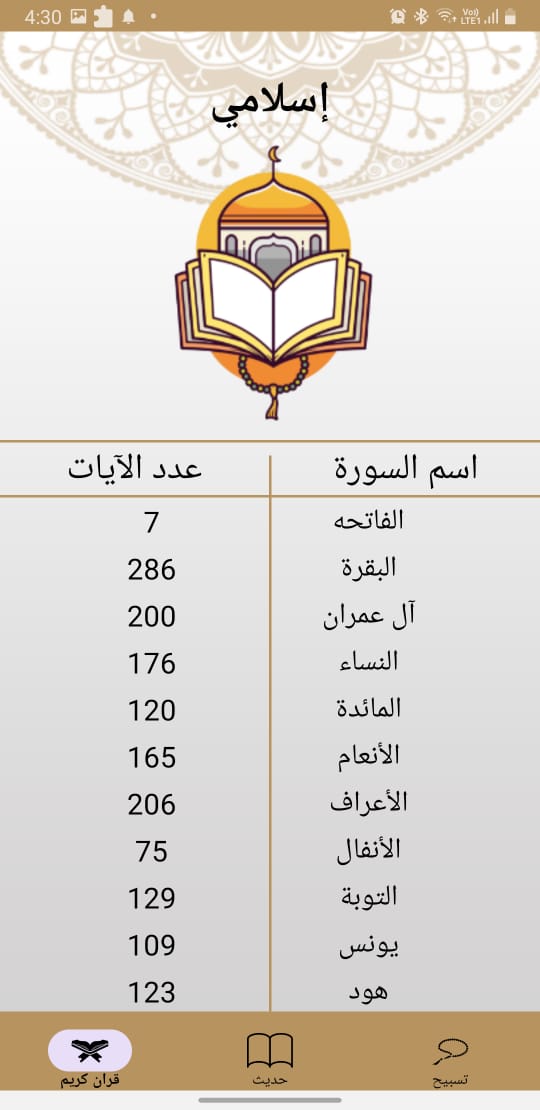 4:30 Vo) LTE1
إسلامي
اسم السورة عدد الآيات
الفاتحه 7
البقرة 286
آل عمران 200
النساء 176
المائدة 120
الأنعام 165
الأعراف 206
الأنفال 75
التوبة 129
يونس 109
هود 123
تسبيح حديث قران كريم